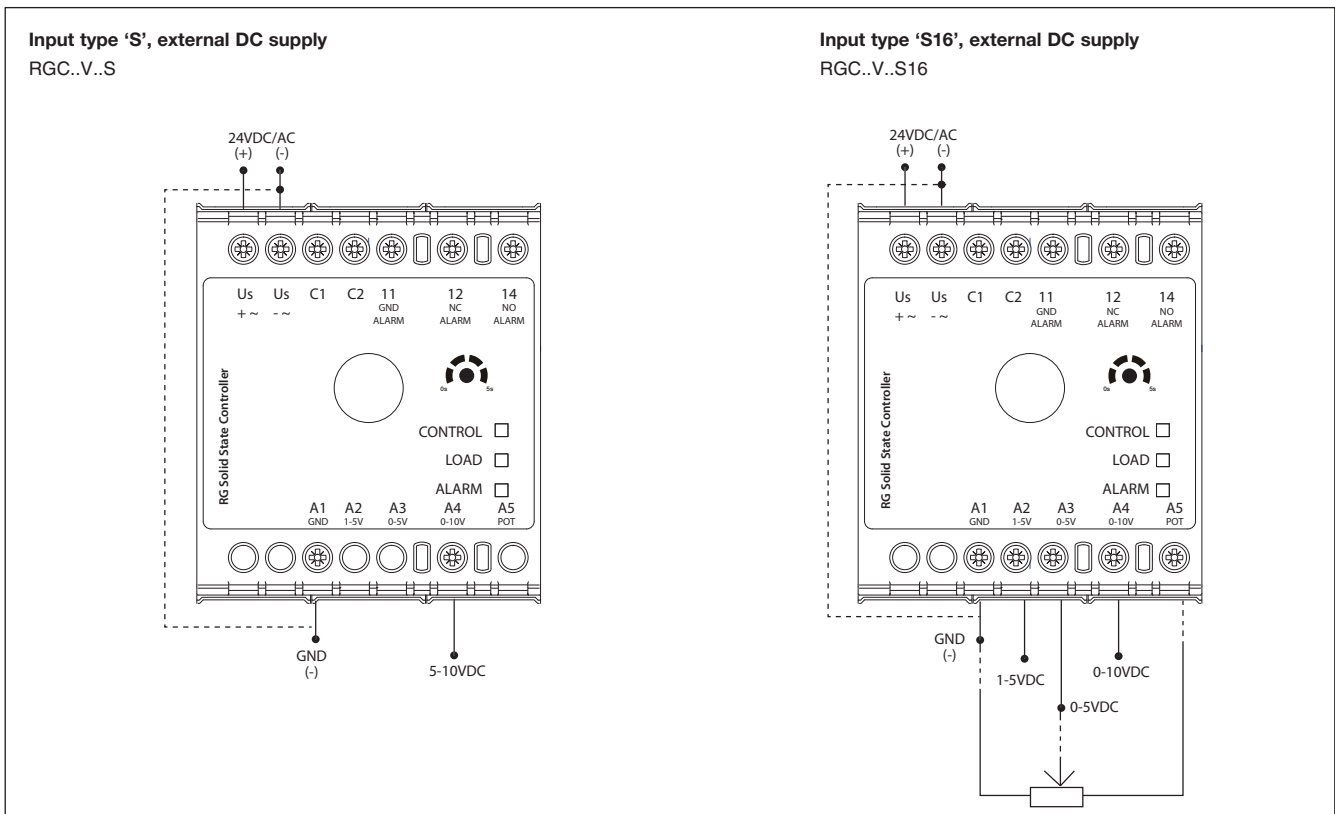 Input type ‘S’, external DC supply
RGC..V..S
24VDC/AC
(+) (-)
Us Us C1 C2 11 12 14
+ ~ - ~ GND NC NO
ALARM ALARM ALARM
0s 5s
RG Solid State Controller
CONTROL
LOAD
ALARM
A1 A2 A3 A4 A5
GND 1-5V 0-5V 0-10V POT
GND
(-)
5-10VDC
Input type ‘S16’, external DC supply
RGC..V..S16
24VDC/AC
(+) (-)
Us Us C1 C2 11 12 14
+ ~ - ~ GND NC NO
ALARM ALARM ALARM
0s 5s
RG Solid State Controller
CONTROL
LOAD
ALARM
A1 A2 A3 A4 A5
GND 1-5V 0-5V 0-10V POT
GND
(-)
1-5VDC
0-10VDC
0-5VDC